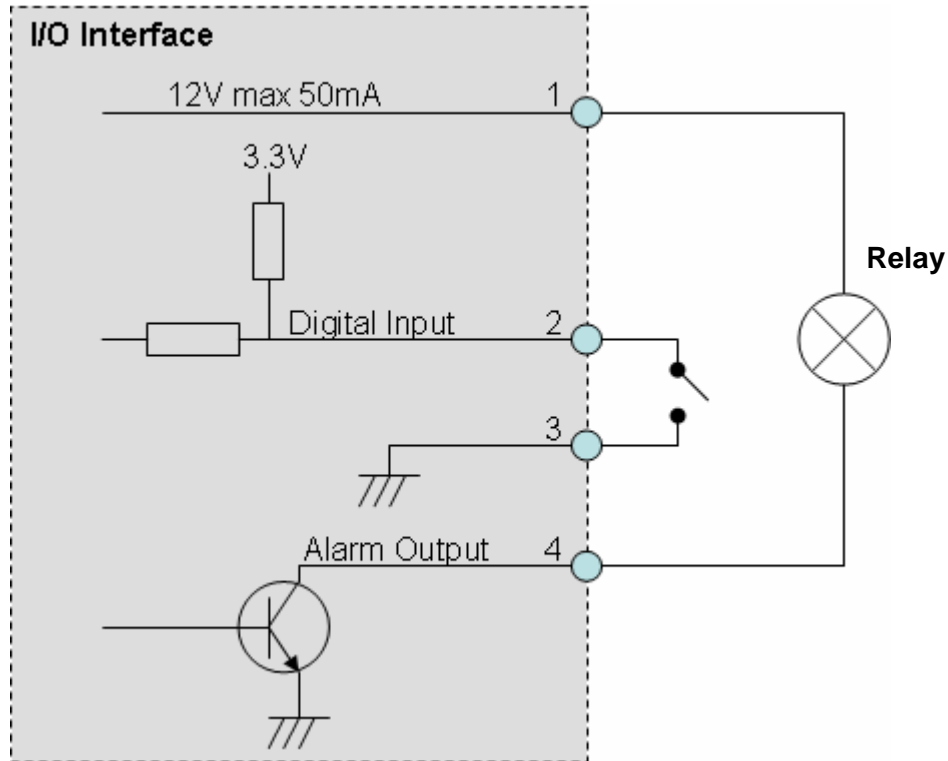 I/O Interface
12V max 50mA 1
3.3V
Relay
Digital Input 2
3
Alarm Output 4